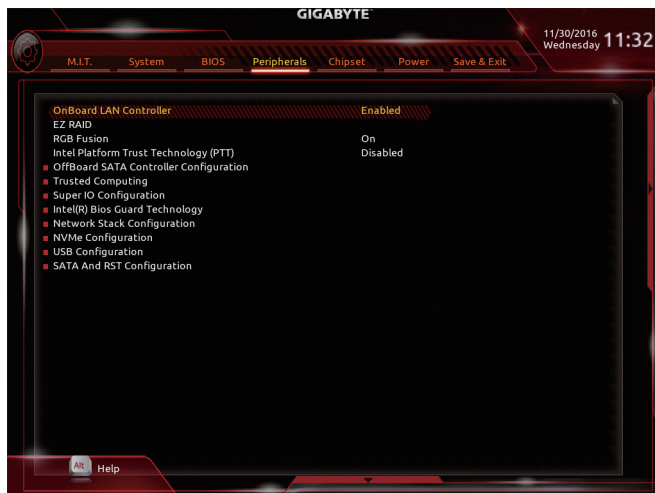 GIGABYTE™
11/30/2016
Wednesday
11:32
M.I.T. System BIOS Peripherals Chipset Power Save & Exit
OnBoard LAN Controller Enabled
EZ RAID
RGB Fusion On
Intel Platform Trust Technology (PTT) Disabled
OffBoard SATA Controller Configuration
Trusted Computing
Super IO Configuration
Intel(R) Bios Guard Technology
Network Stack Configuration
NVMe Configuration
USB Configuration
SATA And RST Configuration
Alt Help